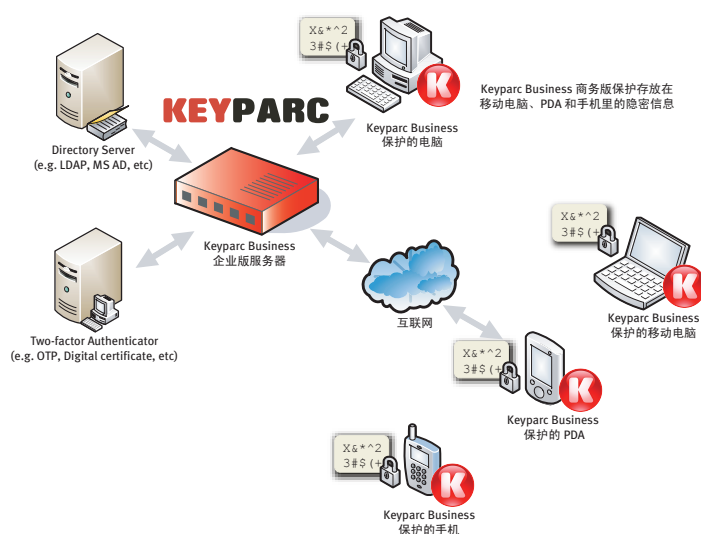 X&*^2
3#$(+
KEYPARC
K
Keyparc Business
保护的电脑
Keyparc Business 商务版保护存放在
移动电脑、PDA 和手机里的隐密信息
Directory Server
(e.g. LDAP, MS AD, etc)
Keyparc Business
企业版服务器
X&*^2
3#$(+
K
Keyparc Business
保护的移动电脑
互联网
Two-factor Authenticator
(e.g. OTP, Digital certificate, etc)
X&*^2
3#$(+
K
Keyparc Business
保护的 PDA
X&*^2
3#$(+
K
Keyparc Business
保护的手机